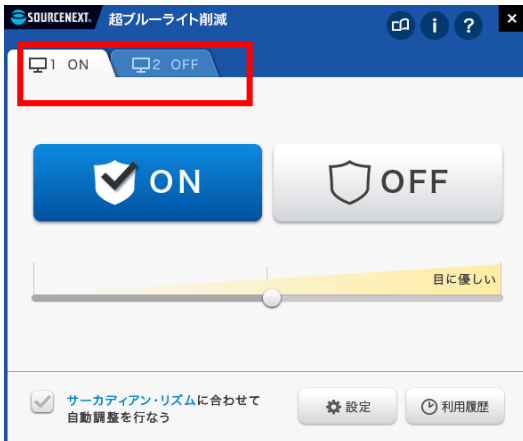 SOURCENEXT. 超ブルーライト削減
i ? ×
1 ON 2 OFF
ON OFF
目に優しい
サーカディアン・リズムに合わせて
自動調整を行なう
設定 利用履歴